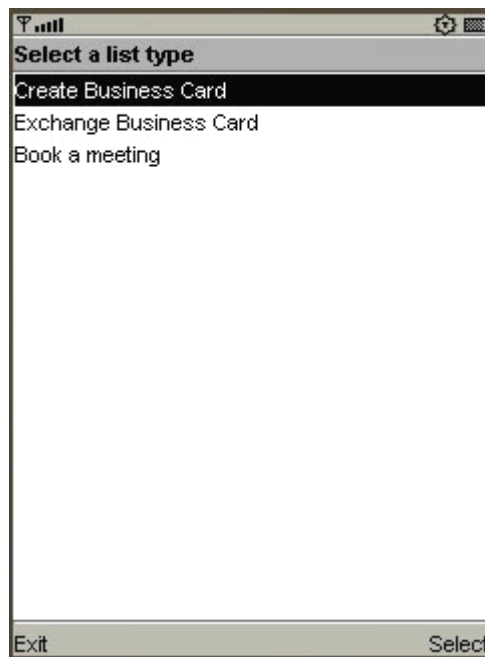 Select a list type
Create Business Card
Exchange Business Card
Book a meeting
Exit Select